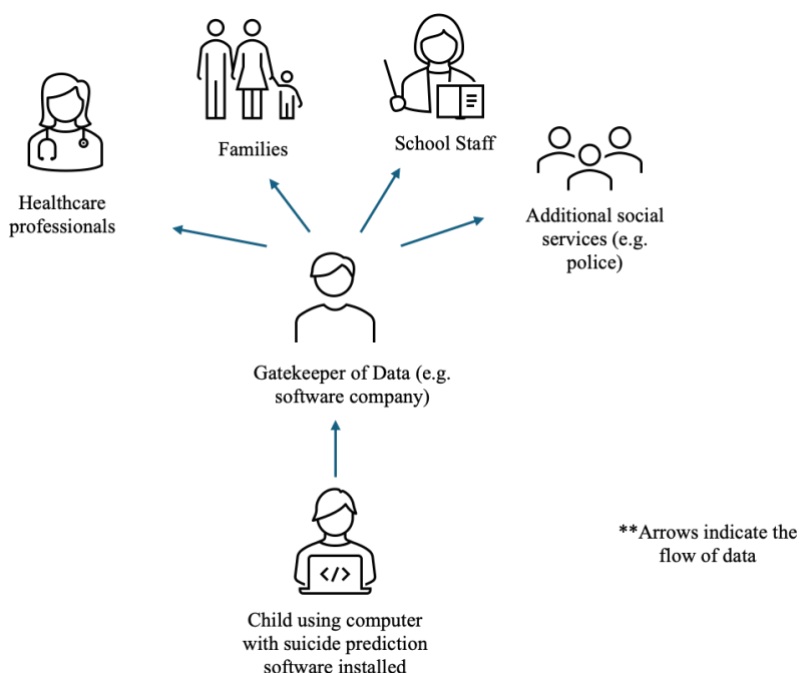 Families
School Staff
Healthcare
professionals
Additional social
services (e.g.
police)
Gatekeeper of Data (e.g.
software company)
</>
**Arrows indicate the
flow of data
Child using computer
with suicide prediction
software installed